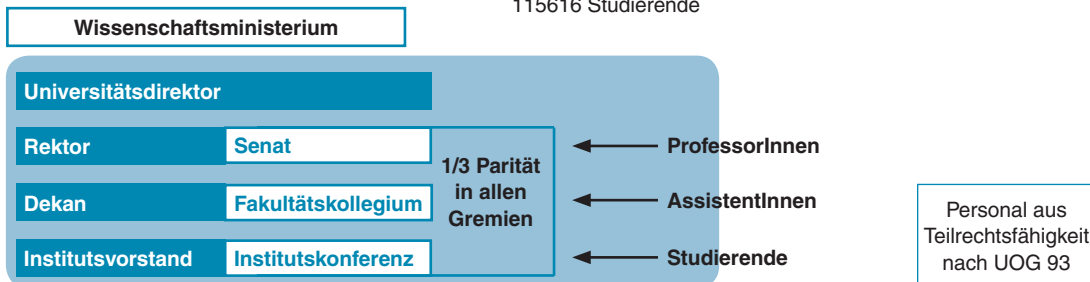 115616 Studierende
Wissenschaftsministerium
Universitätsdirektor
Rektor
Senat
ProfessorInnen
1/3 Parität
in allen
Gremien
Dekan
Fakultätskollegium
AssistentInnen
Institutsvorstand
Institutskonferenz
Studierende
Personal aus
Teilrechtsfähigkeit
nach UOG 93